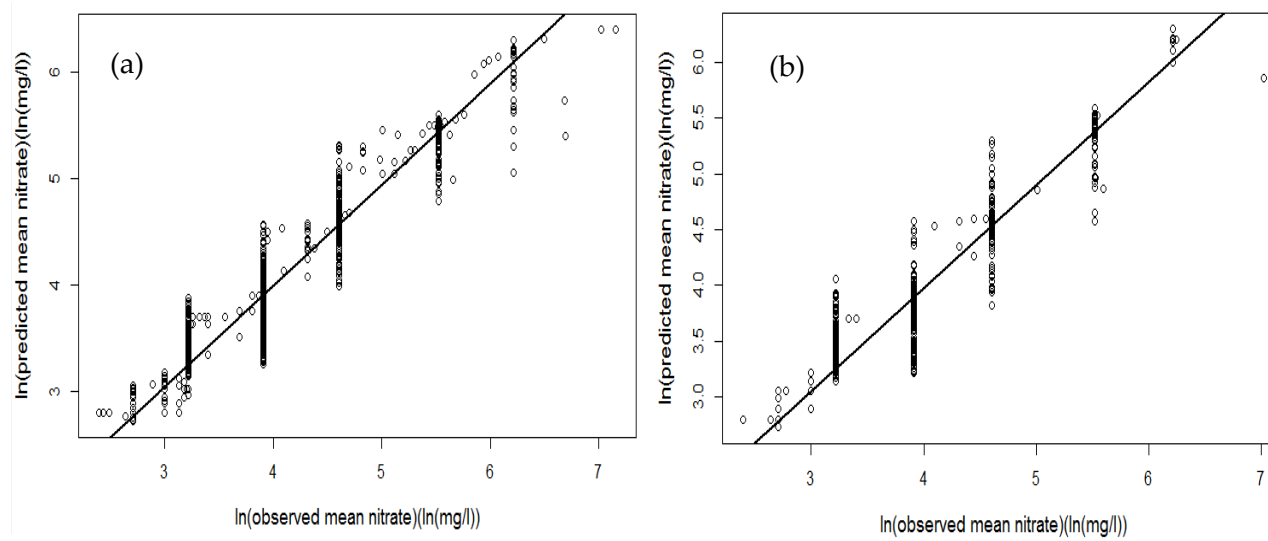 (a)
ln(predicted mean nitrate)(ln(mg/l))
6
5
4
3
3 4 5 6 7
ln(observed mean nitrate)(ln(mg/l))
(b)
ln(predicted mean nitrate)(ln(mg/l))
6.0
5.5
5.0
4.5
4.0
3.5
3.0
3 4 5 6 7
ln(observed mean nitrate)(ln(mg/l))